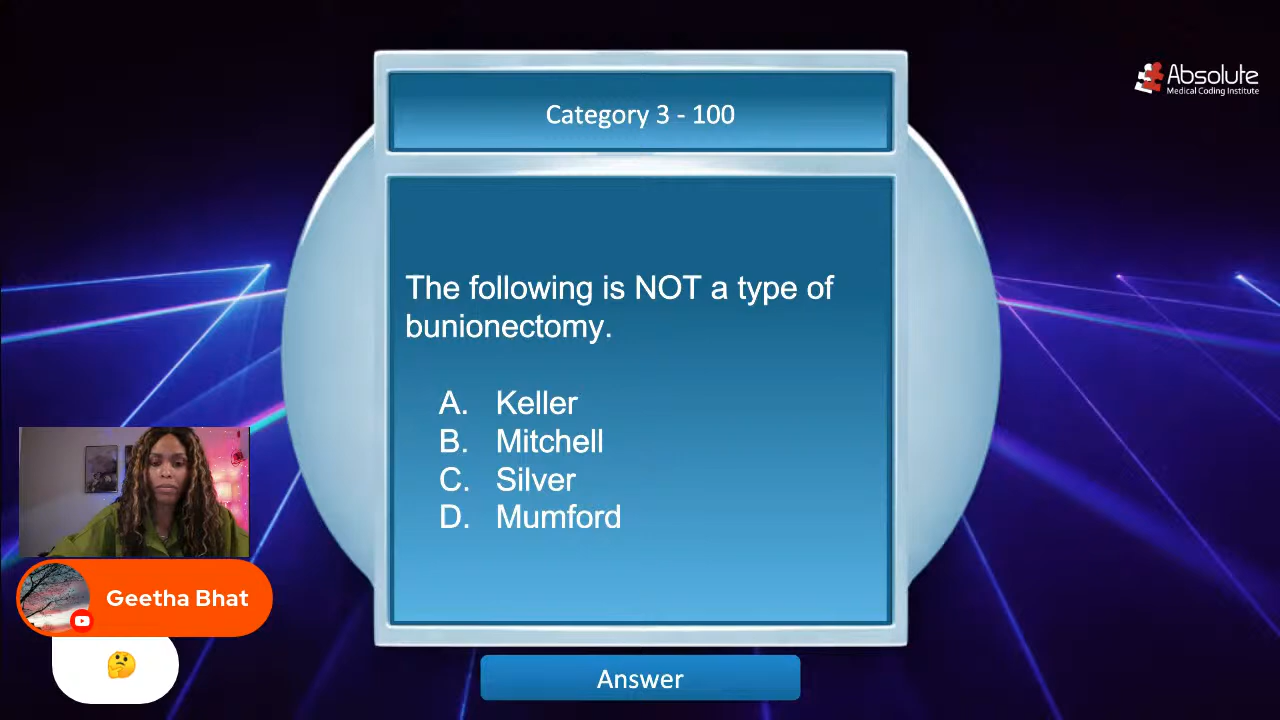 Absolute
Medical Coding Institute
Category 3 - 100
The following is NOT a type of
bunionectomy.
A. Keller
B. Mitchell
C. Silver
D. Mumford
Geetha Bhat
🤔
Answer